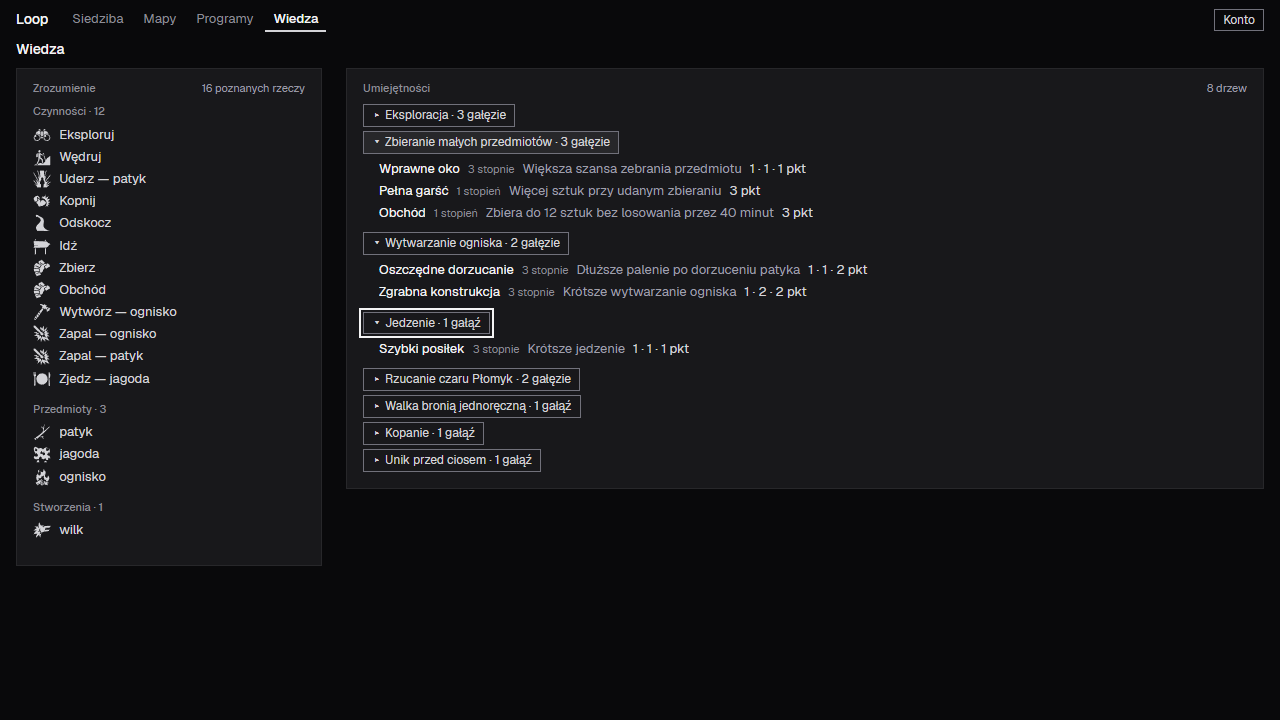 Loop Siedziba Mapy Programy Wiedza Konto
Wiedza
Zrozumienie 16 poznanych rzeczy
Czynności · 12
Eksploruj
Wędruj
Uderz — patyk
Kopnij
Odskocz
Idź
Zbierz
Obchód
Wytwórz — ognisko
Zapal — ognisko
Zapal — patyk
Zjedz — jagoda
Przedmioty · 3
patyk
jagoda
ognisko
Stworzenia · 1
wilk
Umiejętności 8 drzew
Eksploracja · 3 gałęzie
Zbieranie małych przedmiotów · 3 gałęzie
Wprawne oko 3 stopnie Większa szansa zebrania przedmiotu 1 · 1 · 1 pkt
Pełna garść 1 stopień Więcej sztuk przy udanym zbieraniu 3 pkt
Obchód 1 stopień Zbiera do 12 sztuk bez losowania przez 40 minut 3 pkt
Wytwarzanie ogniska · 2 gałęzie
Oszczędne dorzucanie 3 stopnie Dłuższe palenie po dorzuceniu patyka 1 · 1 · 2 pkt
Zgrabna konstrukcja 3 stopnie Krótsze wytwarzanie ogniska 1 · 2 · 2 pkt
Jedzenie · 1 gałąź
Szybki posiłek 3 stopnie Krótsze jedzenie 1 · 1 · 1 pkt
Rzucanie czaru Płomyk · 2 gałęzie
Walka bronią jednoręczną · 1 gałąź
Kopanie · 1 gałąź
Unik przed ciosem · 1 gałąź